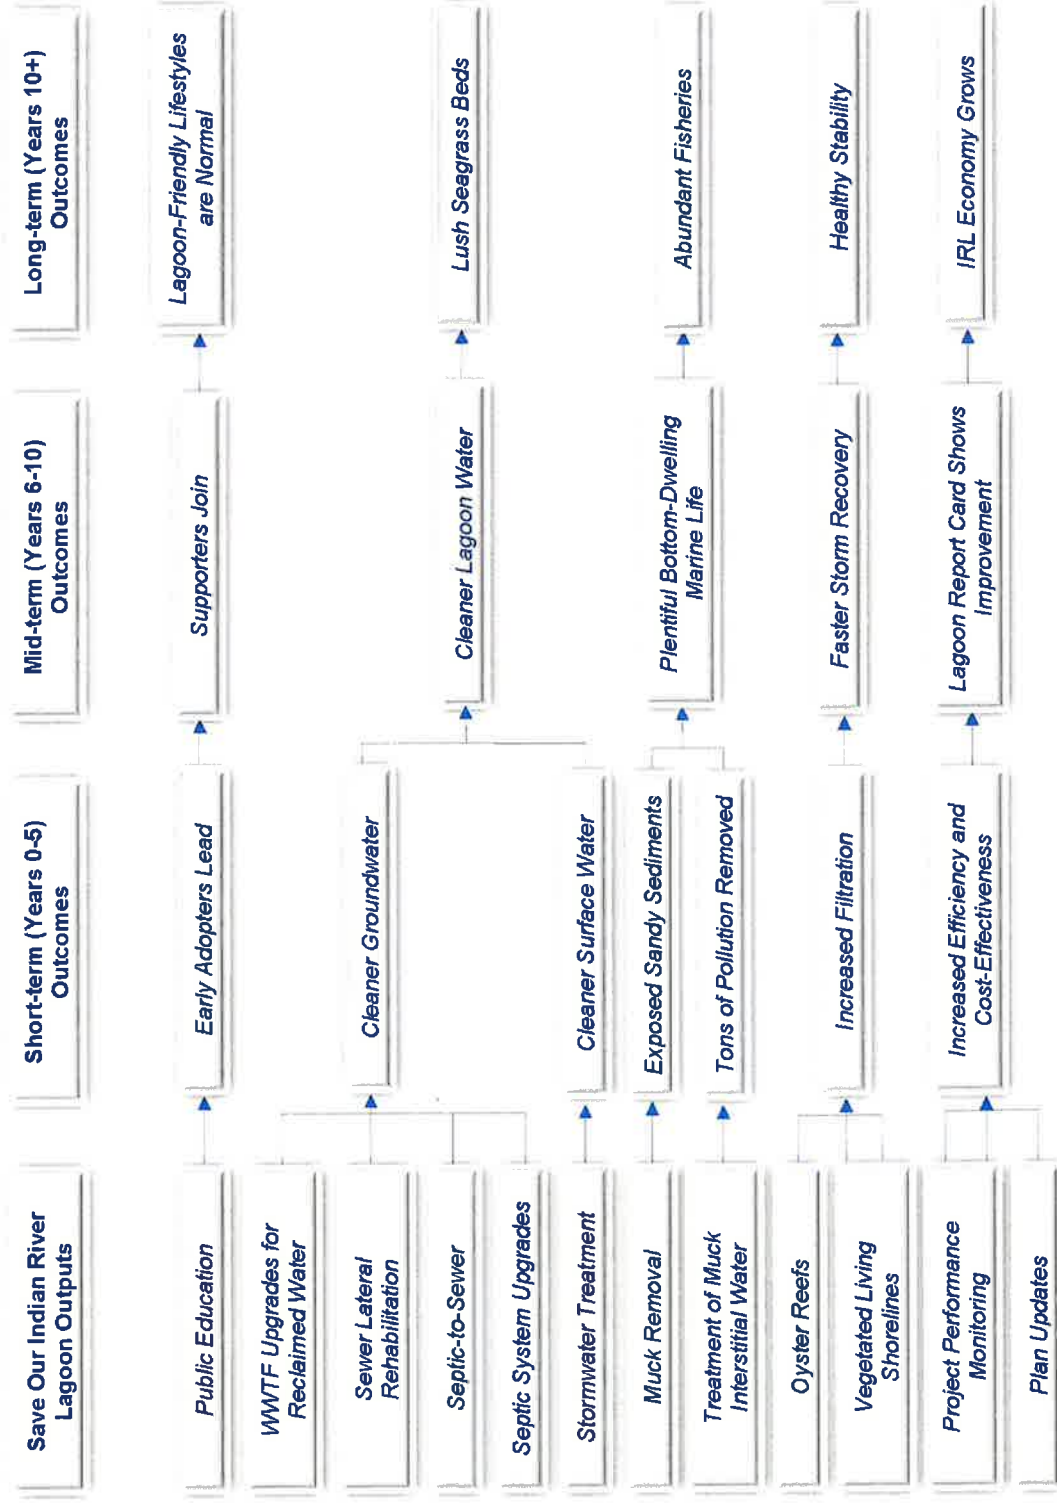 Save Our Indian River
Lagoon Outputs
Short-term (Years 0-5)
Outcomes
Mid-term (Years 6-10)
Outcomes
Long-term (Years 10+)
Outcomes
Public Education
Early Adopters Lead
Supporters Join
Lagoon-Friendly Lifestyles
are Normal
WWTF Upgrades for
Reclaimed Water
Sewer Lateral
Rehabilitation
Septic-to-Sewer
Septic System Upgrades
Cleaner Groundwater
Stormwater Treatment
Cleaner Surface Water
Cleaner Lagoon Water
Lush Seagrass Beds
Muck Removal
Exposed Sandy Sediments
Treatment of Muck
Interstitial Water
Tons of Pollution Removed
Plentiful Bottom-Dwelling
Marine Life
Abundant Fisheries
Oyster Reefs
Vegetated Living
Shorelines
Increased Filtration
Faster Storm Recovery
Healthy Stability
Project Performance
Monitoring
Plan Updates
Increased Efficiency and
Cost-Effectiveness
Lagoon Report Card Shows
Improvement
IRL Economy Grows